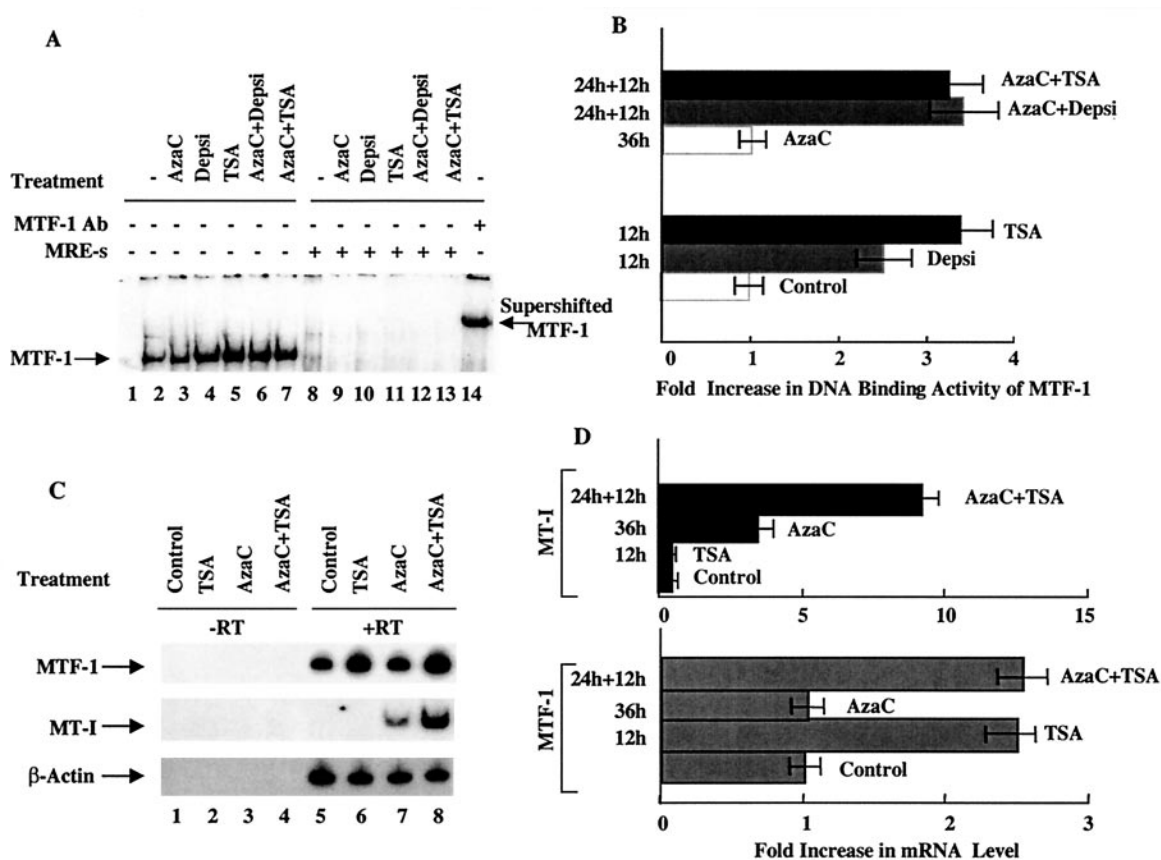 A
Treatment - AzaC Depsi TSA AzaC+Depsi AzaC+TSA - AzaC Depsi TSA AzaC+Depsi AzaC+TSA -
MTF-1 Ab - - - - - - - - - - - - - +
MRE-s - - - - - - - + + + + + + -
Supershifted
MTF-1
MTF-1
1 2 3 4 5 6 7 8 9 10 11 12 13 14
B
24h+12h AzaC+TSA
24h+12h AzaC+Depsi
36h AzaC
12h TSA
12h Depsi
Control
0 1 2 3 4
Fold Increase in DNA Binding Activity of MTF-1
C
Treatment Control TSA AzaC AzaC+TSA Control TSA AzaC AzaC+TSA
-RT +RT
MTF-1
MT-I
β-Actin
1 2 3 4 5 6 7 8
D
MT-I
24h+12h AzaC+TSA
36h AzaC
12h TSA
Control
0 5 10 15
MTF-1
24h+12h AzaC+TSA
36h AzaC
12h TSA
Control
0 1 2 3
Fold Increase in mRNA Level